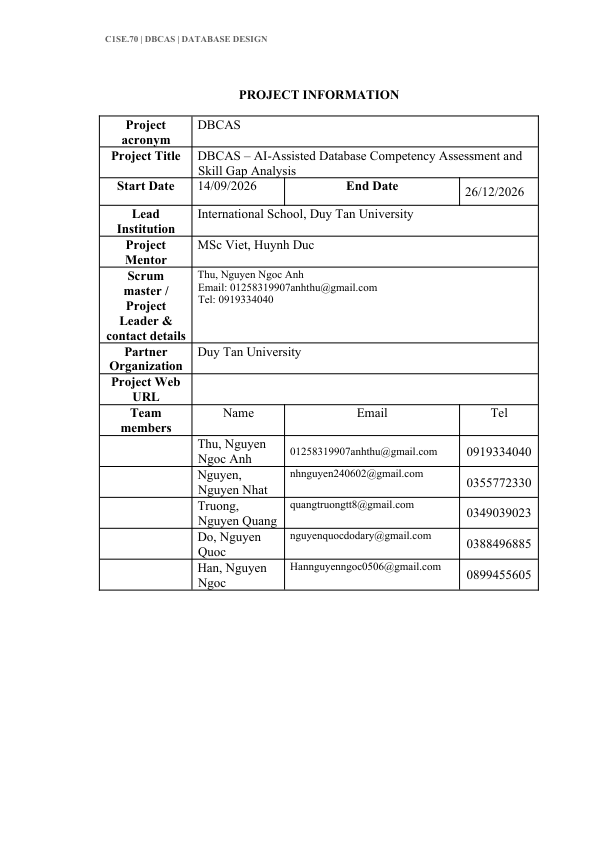 C1SE.70 | DBCAS | DATABASE DESIGN
PROJECT INFORMATION
Project acronym
DBCAS
Project Title
DBCAS – AI-Assisted Database Competency Assessment and
Skill Gap Analysis
Start Date
14/09/2026
End Date
26/12/2026
Lead
Institution
International School, Duy Tan University
Project
Mentor
MSc Viet, Huynh Duc
Scrum
master /
Project
Leader &
contact details
Thu, Nguyen Ngoc Anh
Email: 01258319907anhthu@gmail.com
Tel: 0919334040
Partner
Organization
Duy Tan University
Project Web
URL
Team
members
Name
Email
Tel
Thu, Nguyen
Ngoc Anh
01258319907anhthu@gmail.com
0919334040
Nguyen,
Nguyen Nhat
nhnguyen240602@gmail.com
0355772330
Truong,
Nguyen Quang
quangtruongtt8@gmail.com
0349039023
Do, Nguyen
Quoc
nguyenquocdodary@gmail.com
0388496885
Han, Nguyen
Ngoc
Hannguyenngoc0506@gmail.com
0899455605